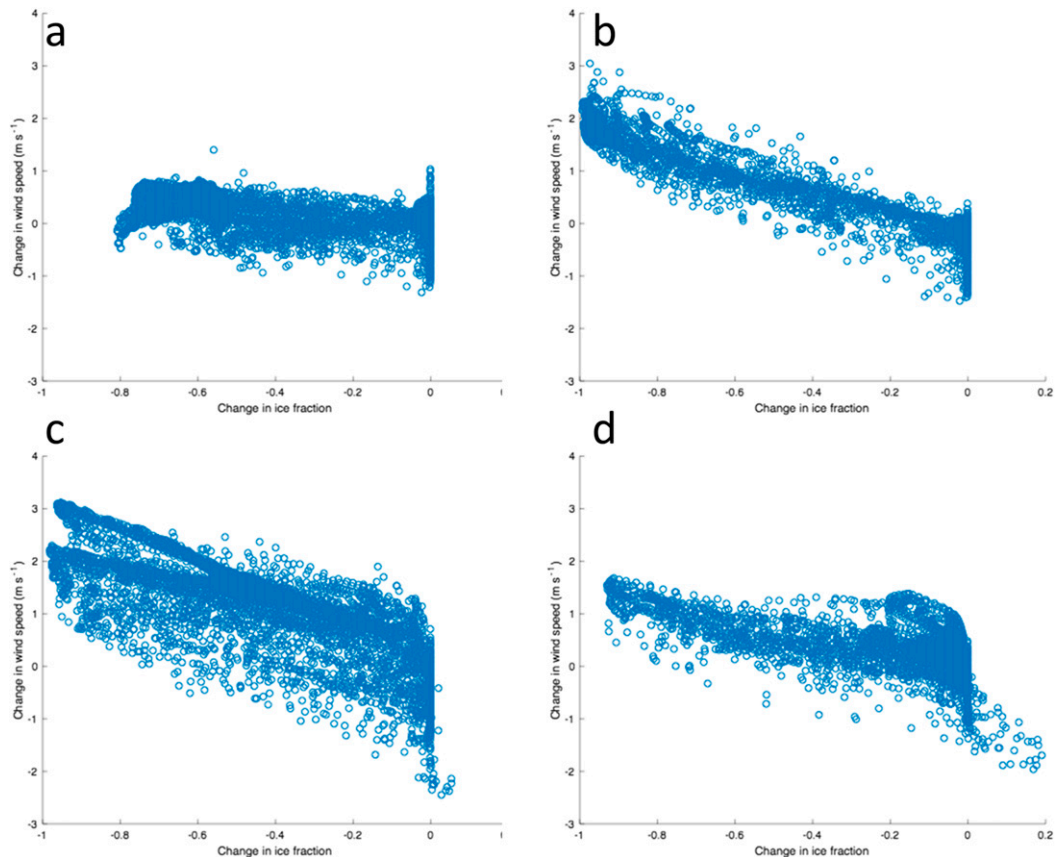 a
4
3
2
1
0
-1
-2
-3
Change in wind speed (m s⁻¹)
-1 -0.8 -0.6 -0.4 -0.2 0
Change in ice fraction
b
4
3
2
1
0
-1
-2
-3
Change in wind speed (m s⁻¹)
-1 -0.8 -0.6 -0.4 -0.2 0 0.2
Change in ice fraction
c
4
3
2
1
0
-1
-2
-3
Change in wind speed (m s⁻¹)
-1 -0.8 -0.6 -0.4 -0.2 0
Change in ice fraction
d
4
3
2
1
0
-1
-2
-3
Change in wind speed (m s⁻¹)
-1 -0.8 -0.6 -0.4 -0.2 0 0.2
Change in ice fraction